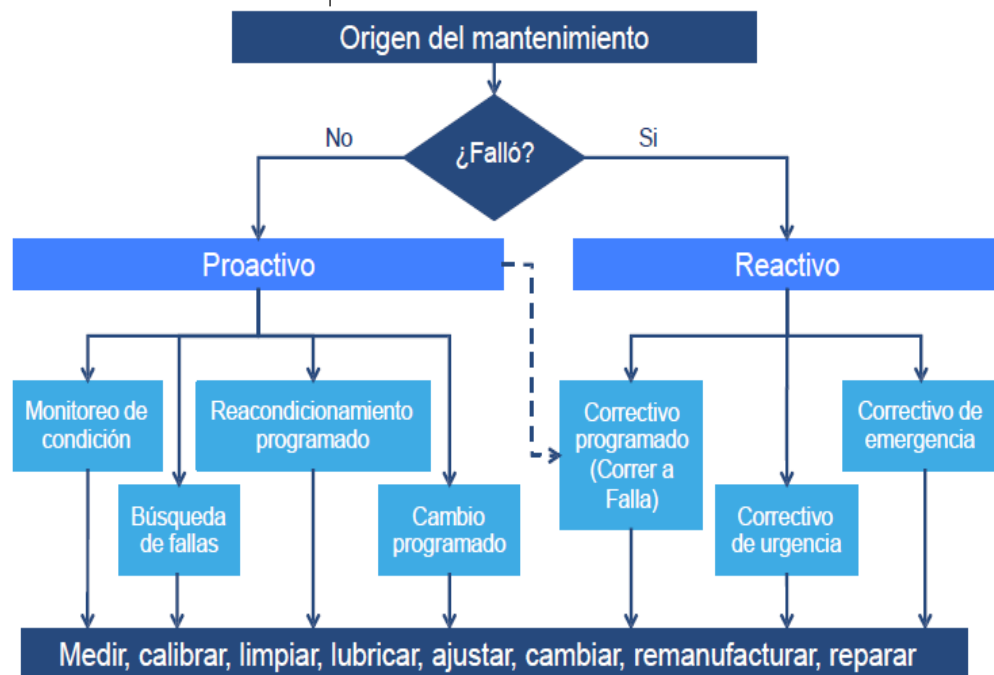 Origen del mantenimiento
¿Falló?
No
Si
Proactivo
Reactivo
Monitoreo de
condición
Búsqueda
de fallas
Reacondicionamiento
programado
Cambio
programado
Correctivo
programado
(Correr a
Falla)
Correctivo
de urgencia
Correctivo de
emergencia
Medir, calibrar, limpiar, lubricar, ajustar, cambiar, remanufacturar, reparar